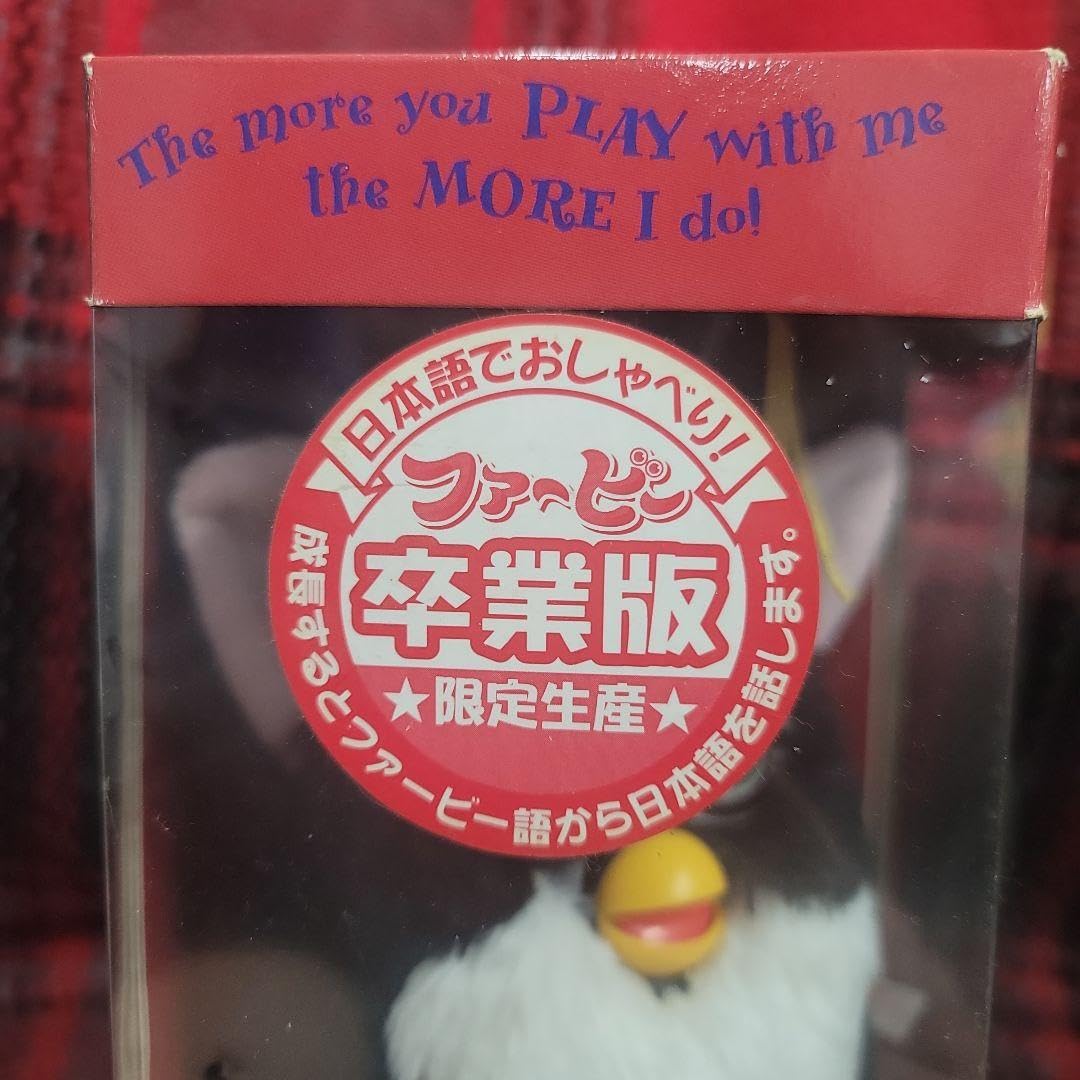 The more you PLAY with me
the MORE I do!
日本語でおしゃべり!
ファービー
卒業版
★限定生産★
成長するとファービー語から日本語を話します。